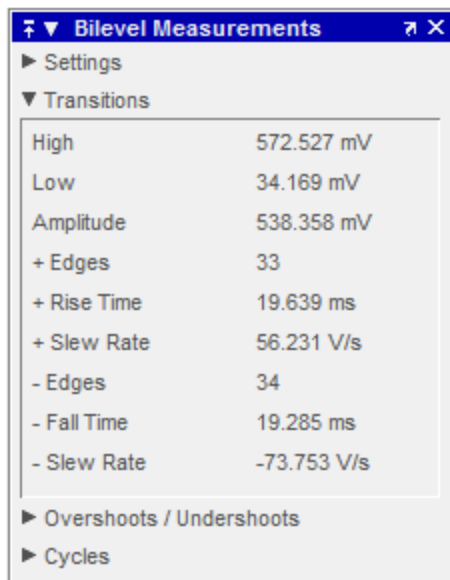 Bilevel Measurements
Settings
Transitions
High 572.527 mV
Low 34.169 mV
Amplitude 538.358 mV
+ Edges 33
+ Rise Time 19.639 ms
+ Slew Rate 56.231 V/s
- Edges 34
- Fall Time 19.285 ms
- Slew Rate -73.753 V/s
Overshoots / Undershoots
Cycles